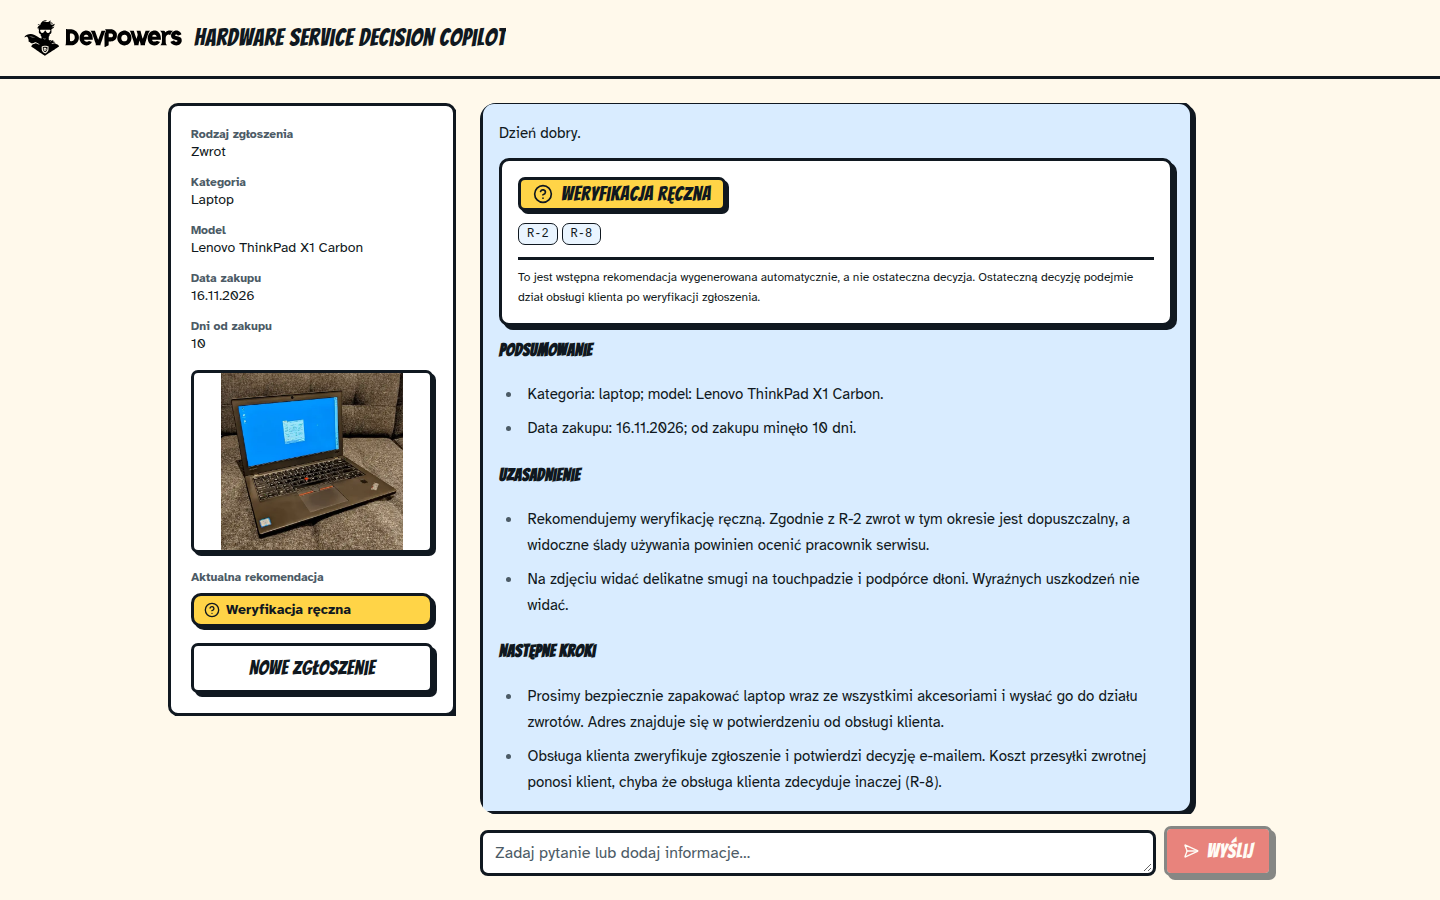 DevPowers HARDWARE SERVICE DECISION COPILOT
Rodzaj zgłoszenia
Zwrot
Kategoria
Laptop
Model
Lenovo ThinkPad X1 Carbon
Data zakupu
16.11.2026
Dni od zakupu
10
Aktualna rekomendacja
Weryfikacja ręczna
NOWE ZGŁOSZENIE
Dzień dobry.
WERYFIKACJA RĘCZNA
R-2 R-8
To jest wstępna rekomendacja wygenerowana automatycznie, a nie ostateczna decyzja. Ostateczną decyzję podejmie
dział obsługi klienta po weryfikacji zgłoszenia.
PODSUMOWANIE
Kategoria: laptop; model: Lenovo ThinkPad X1 Carbon.
Data zakupu: 16.11.2026; od zakupu minęło 10 dni.
UZASADNIENIE
Rekomendujemy weryfikację ręczną. Zgodnie z R-2 zwrot w tym okresie jest dopuszczalny, a
widoczne ślady używania powinien ocenić pracownik serwisu.
Na zdjęciu widać delikatne smugi na touchpadzie i podpórce dłoni. Wyraźnych uszkodzeń nie
widać.
NASTĘPNE KROKI
Prosimy bezpiecznie zapakować laptop wraz ze wszystkimi akcesoriami i wysłać go do działu
zwrotów. Adres znajduje się w potwierdzeniu od obsługi klienta.
Obsługa klienta zweryfikuje zgłoszenie i potwierdzi decyzję e-mailem. Koszt przesyłki zwrotnej
ponosi klient, chyba że obsługa klienta zdecyduje inaczej (R-8).
Zadaj pytanie lub dodaj informacje...
WYŚLIJ